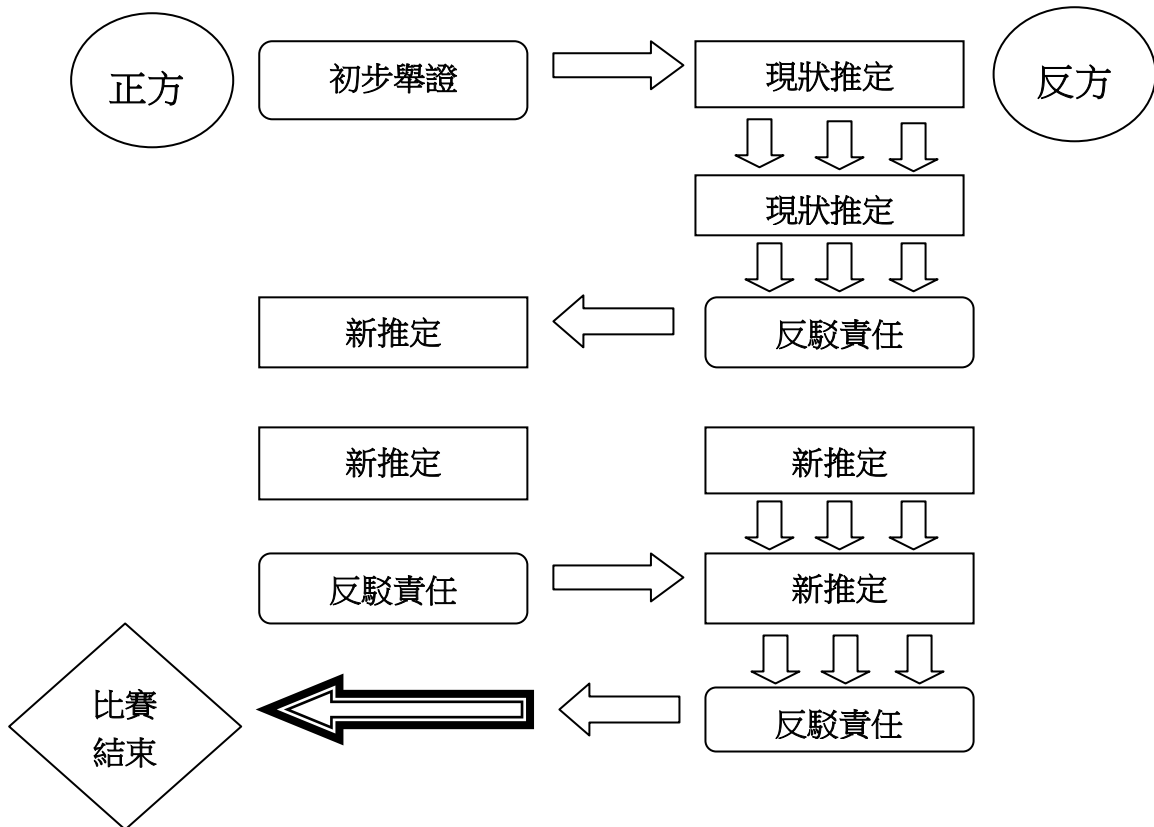 正方
初步舉證
現狀推定
反方
現狀推定
新推定
反駁責任
新推定
新推定
反駁責任
新推定
比賽
結束
反駁責任